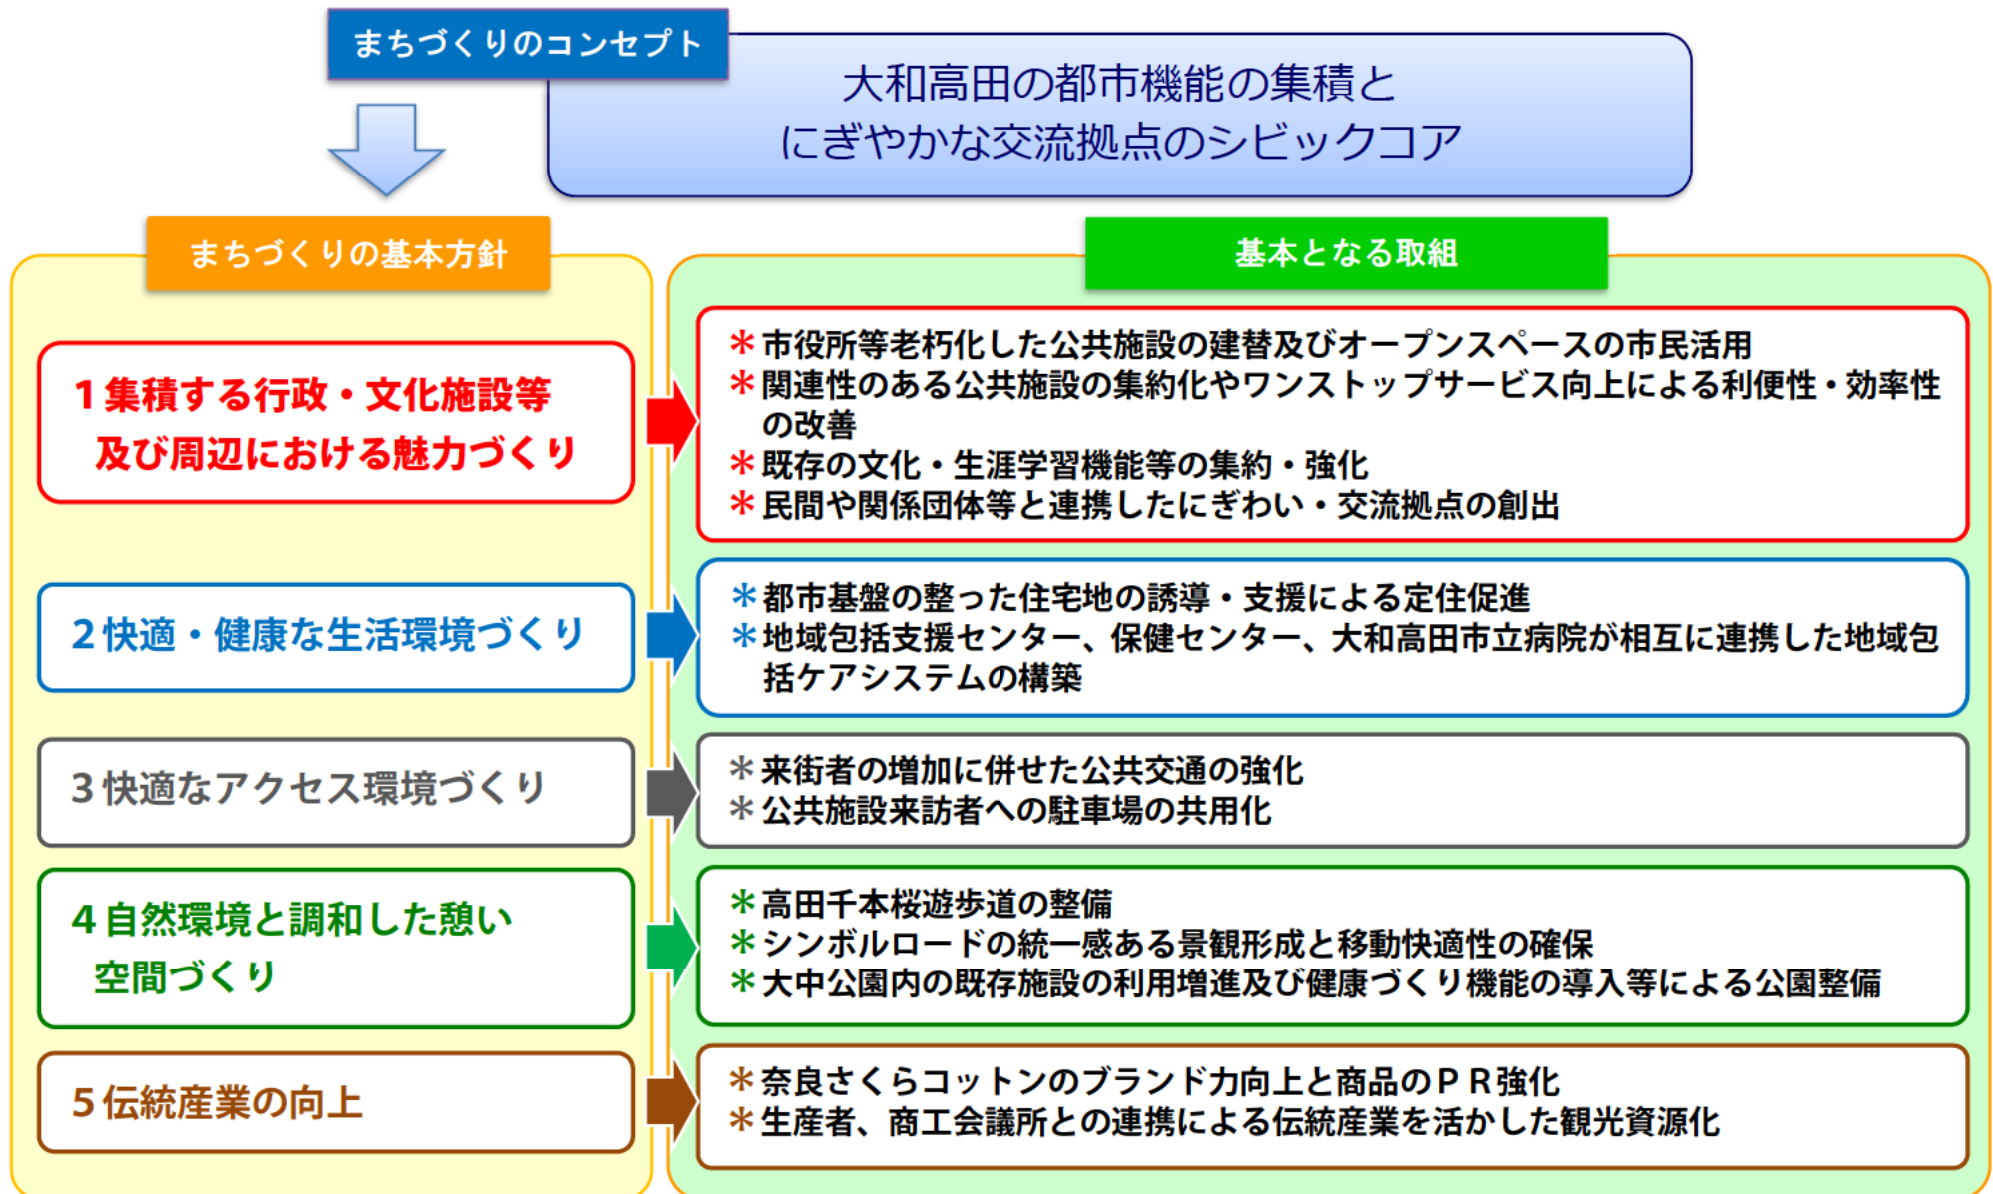 まちづくりのコンセプト
大和高田の都市機能の集積と
にぎやかな交流拠点のシビックコア
まちづくりの基本方針
基本となる取組
1集積する行政・文化施設等
及び周辺における魅力づくり
＊市役所等老朽化した公共施設の建替及びオープンスペースの市民活用
＊関連性のある公共施設の集約化やワンストップサービス向上による利便性・効率性
の改善
＊既存の文化・生涯学習機能等の集約・強化
＊民間や関係団体等と連携したにぎわい・交流拠点の創出
2快適・健康な生活環境づくり
＊都市基盤の整った住宅地の誘導・支援による定住促進
＊地域包括支援センター、保健センター、大和高田市立病院が相互に連携した地域包
括ケアシステムの構築
3快適なアクセス環境づくり
＊来街者の増加に併せた公共交通の強化
＊公共施設来訪者への駐車場の共用化
4自然環境と調和した憩い
空間づくり
＊高田千本桜遊歩道の整備
＊シンボルロードの統一感ある景観形成と移動快適性の確保
＊大中公園内の既存施設の利用増進及び健康づくり機能の導入等による公園整備
5伝統産業の向上
＊奈良さくらコットンのブランド力向上と商品のＰＲ強化
＊生産者、商工会議所との連携による伝統産業を活かした観光資源化